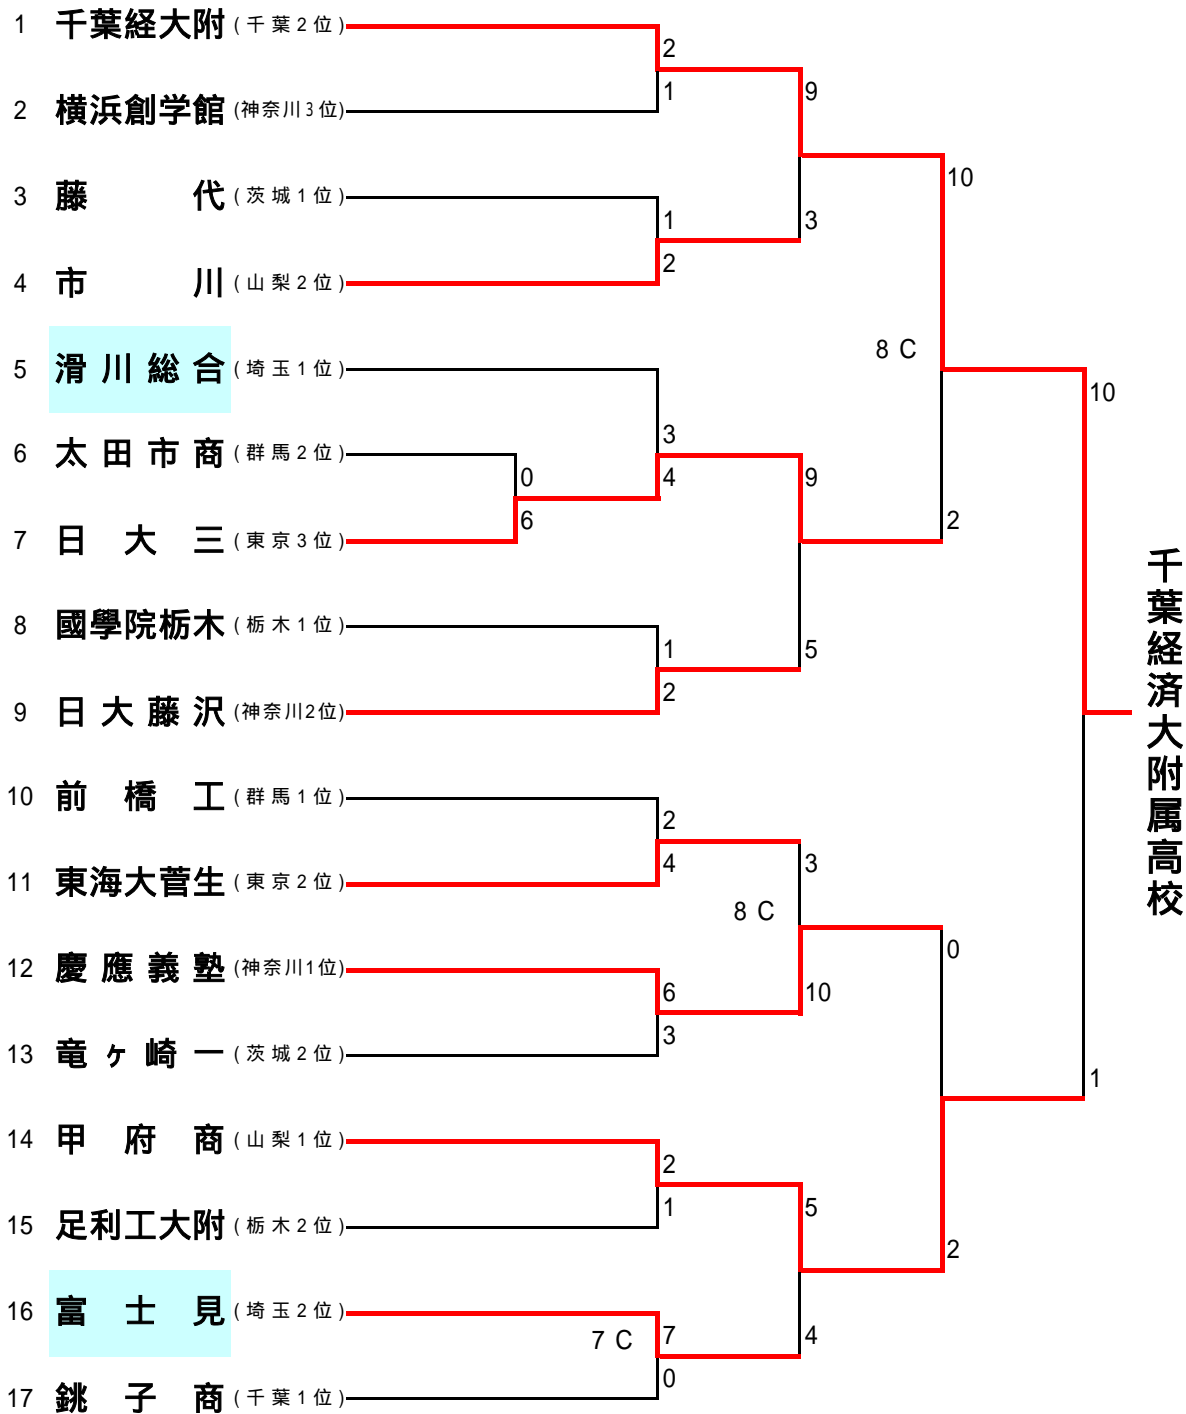 1 千葉経大附 (千葉2位)
2
1
2 横浜創学館 (神奈川3位)
9
10
3 藤代 (茨城1位)
1
3
2
4 市川 (山梨2位)
8 C
5 滑川総合 (埼玉1位)
10
3
6 太田市商 (群馬2位)
0
4
9
6
2
7 日大三 (東京3位)
8 國學院栃木 (栃木1位)
1
5
2
9 日大藤沢 (神奈川2位)
千葉経済大附属高校
10 前橋工 (群馬1位)
2
4
3
11 東海大菅生 (東京2位)
8 C
0
12 慶應義塾 (神奈川1位)
6
10
3
13 竜ヶ崎一 (茨城2位)
1
14 甲府商 (山梨1位)
2
1
5
15 足利工大附 (栃木2位)
2
16 富士見 (埼玉2位)
7 C
7
4
0
17 銚子商 (千葉1位)